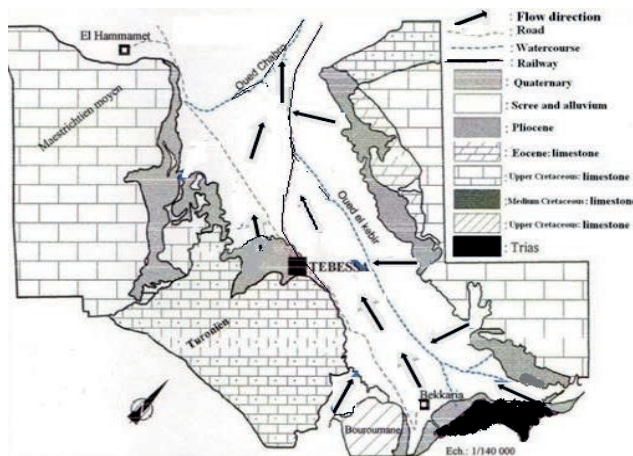 El Hammamet
Oued Chabro
Maestrichtien moyen
Oued el kebir
TEBESSA
Turonien
Bekkaria
Bouroumane
Ech.: 1/140 000
: Flow direction
: Road
: Watercourse
: Railway
: Quaternary
: Scree and alluvium
: Pliocene
: Eocene: limestone
: Upper Cretaceous: limestone
: Medium Cretaceous: limestone
: Upper Cretaceous: limestone
: Trias